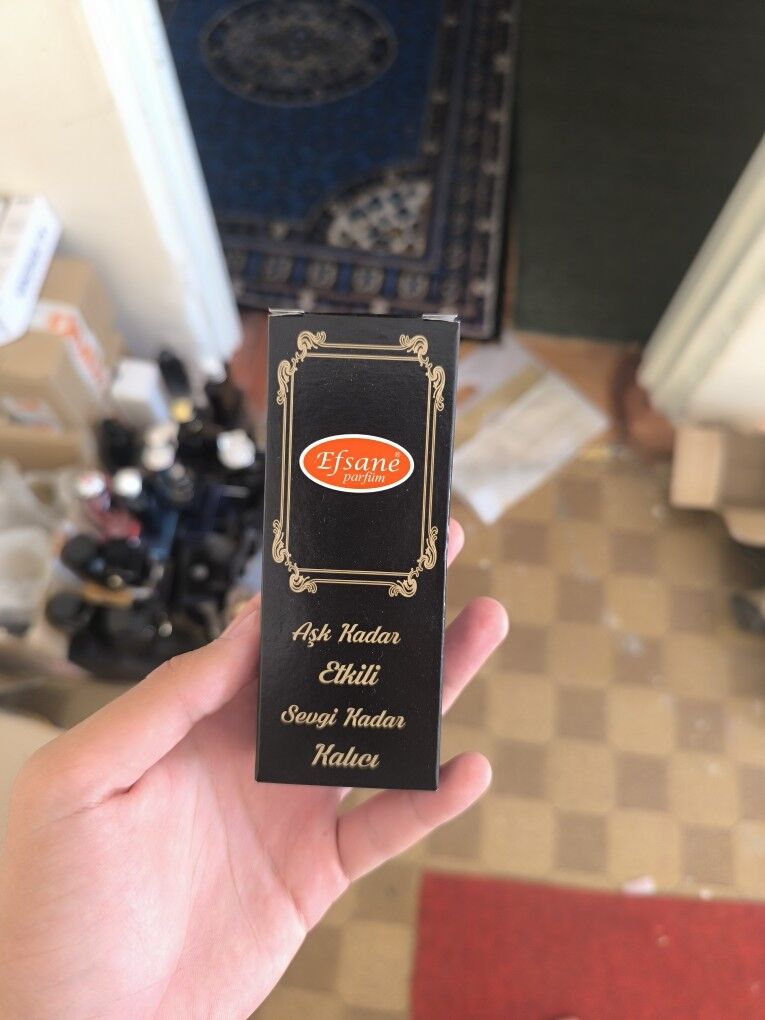 Efsane®
parfüm
Aşk Kadar
Etkili
Sevgi Kadar
Kalıcı